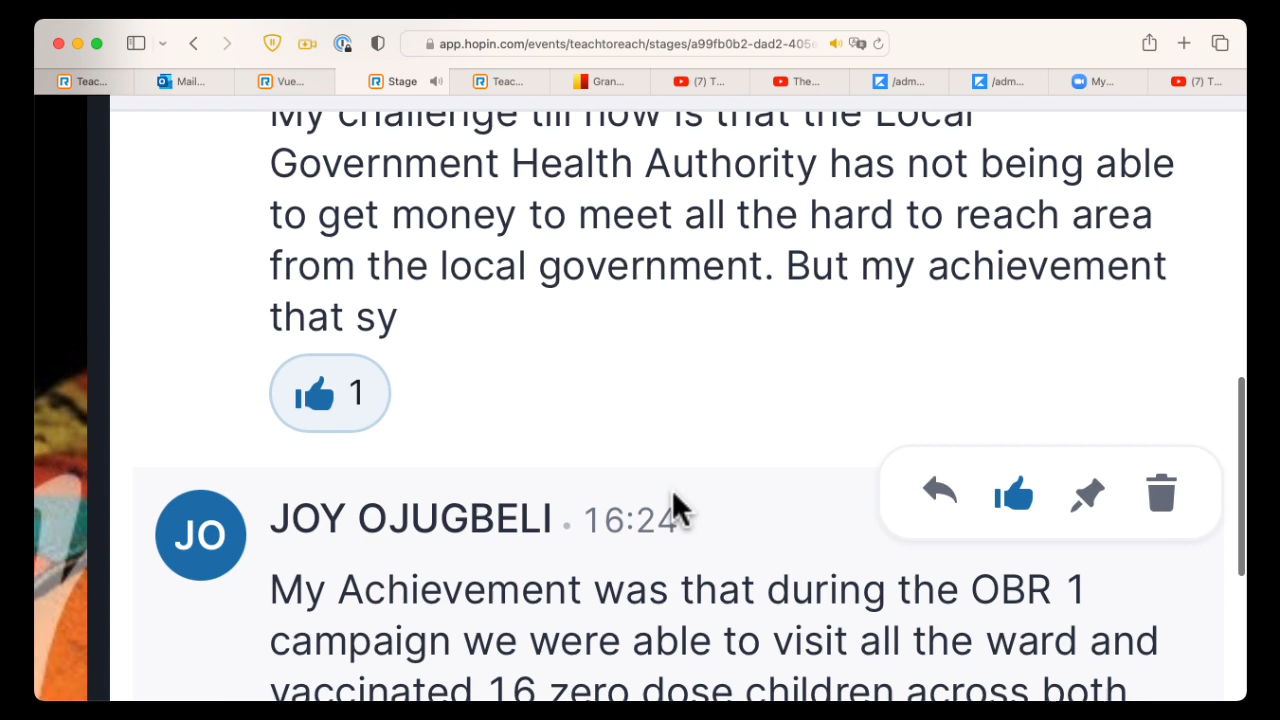 app.hopin.com/events/teachtoreach/stages/a99fb0b2-dad2-405
Teac... Mail... Vue... Stage Teac... Gran... (7) T... The... /adm... /adm... My... (7) T...
My challenge till now is that the Local
Government Health Authority has not being able
to get money to meet all the hard to reach area
from the local government. But my achievement
that sy
1
JO JOY OJUGBELI • 16:24
My Achievement was that during the OBR 1
campaign we were able to visit all the ward and
vaccinated 16 zero dose children across both